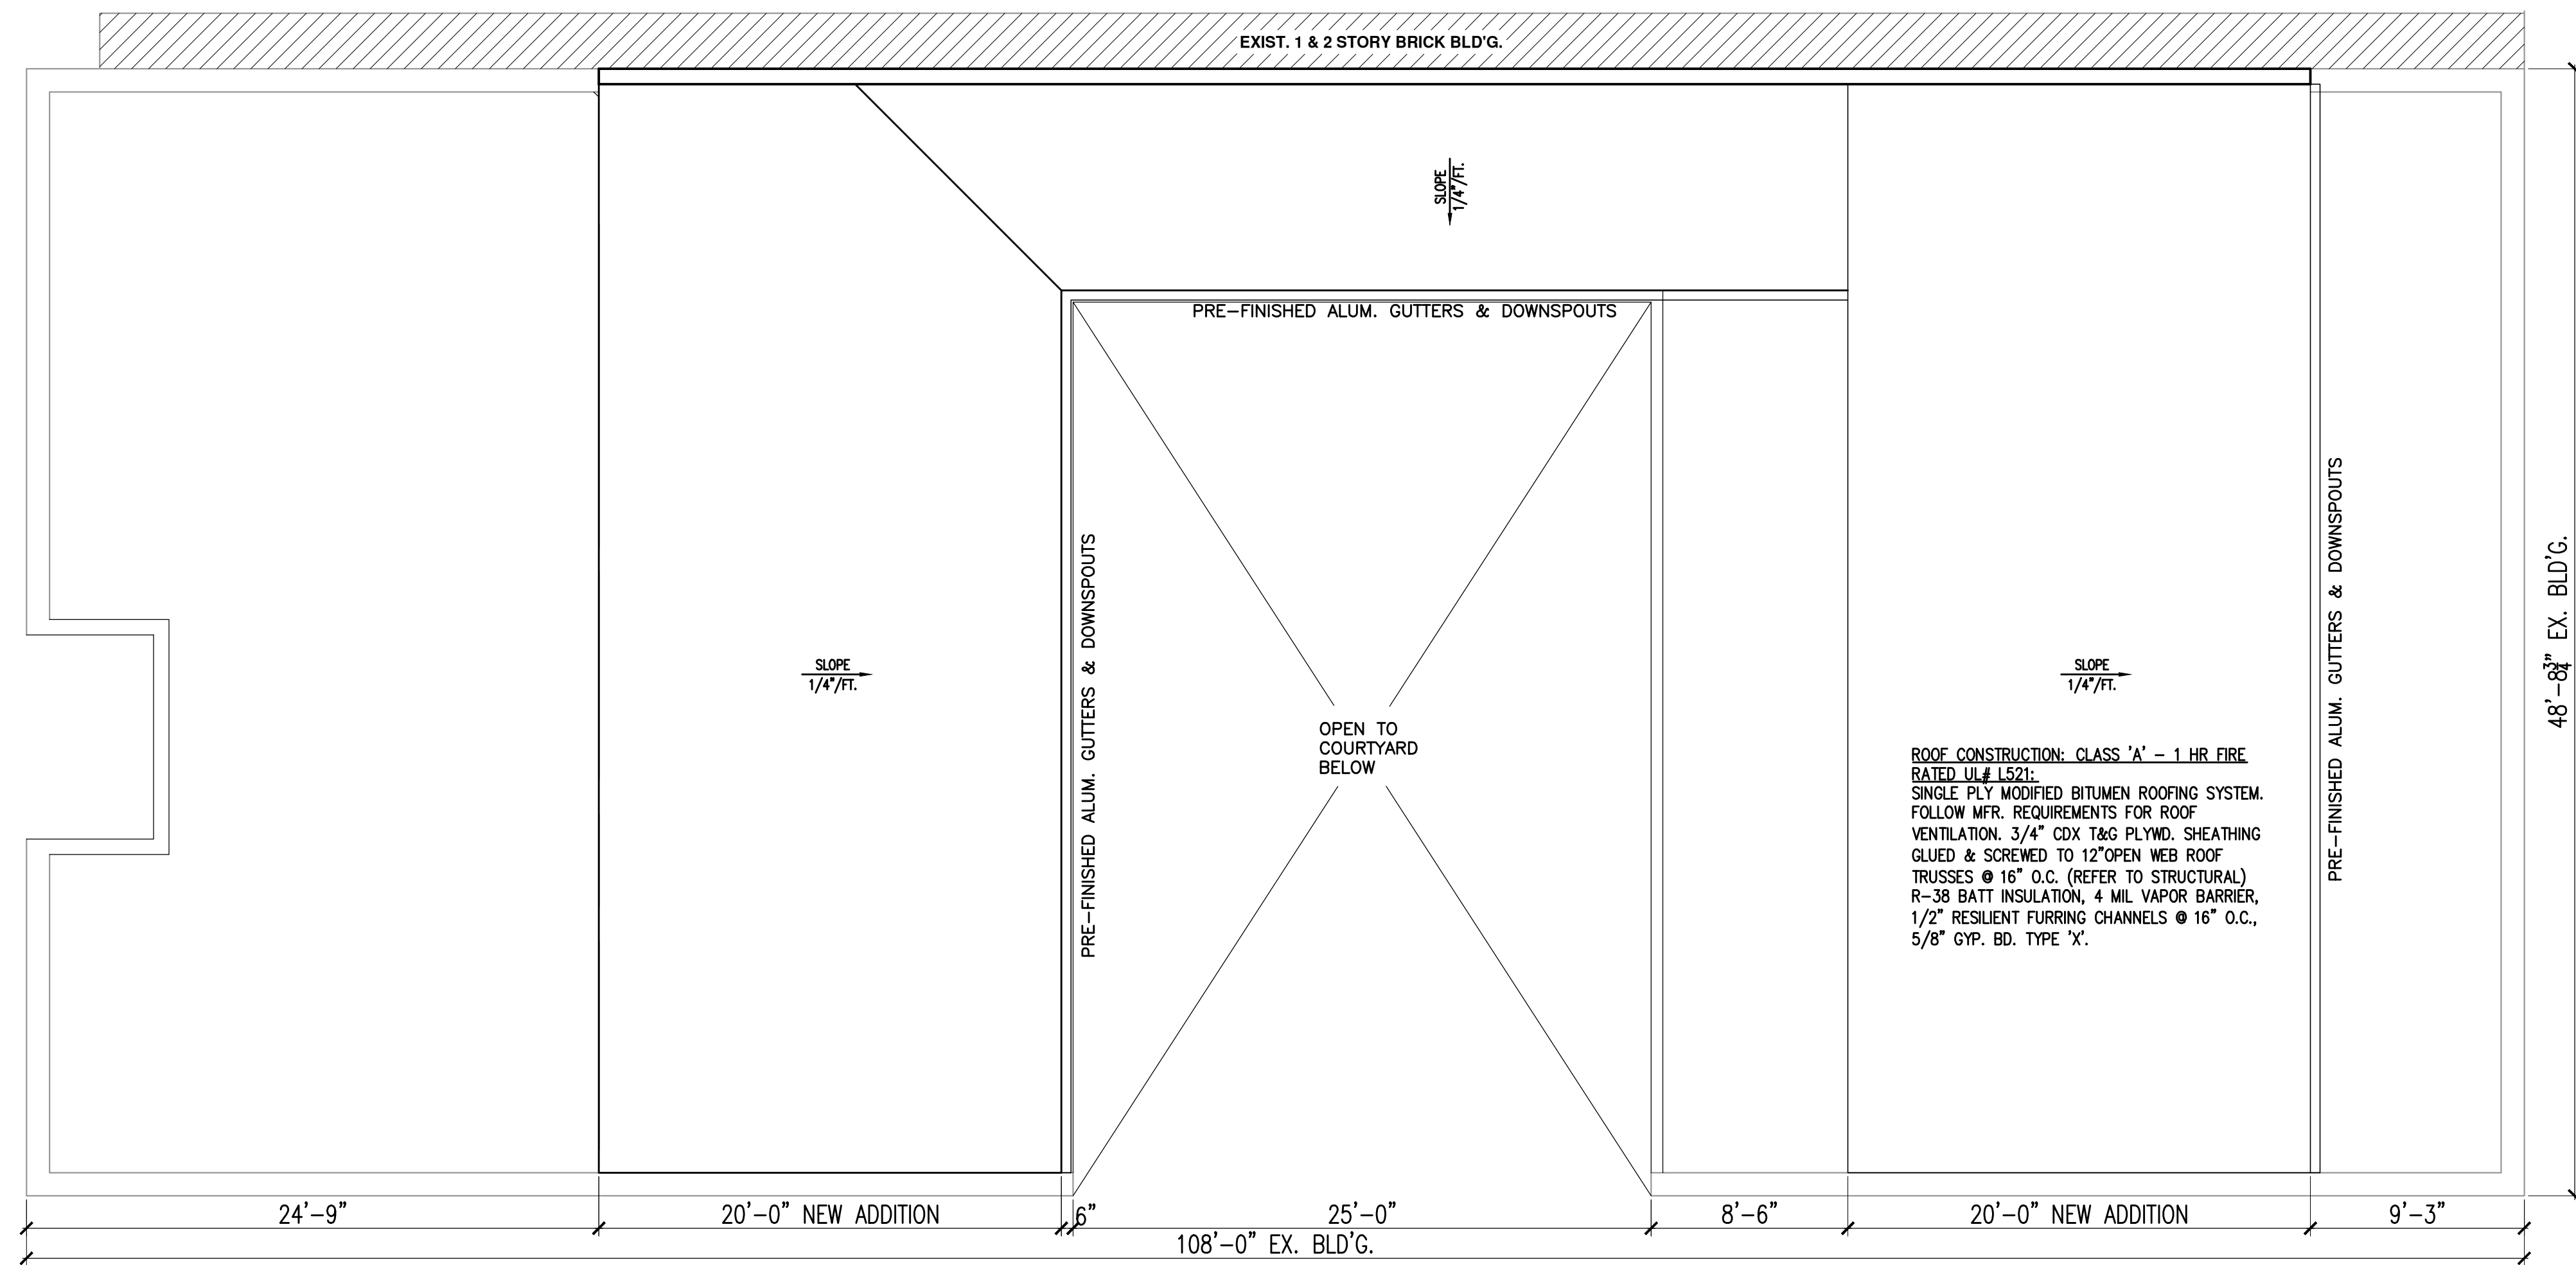 EXIST. 1 & 2 STORY BRICK BLD'G.
SLOPE
1/4"/FT.
PRE-FINISHED ALUM. GUTTERS & DOWNSPOUTS
PRE-FINISHED ALUM. GUTTERS & DOWNSPOUTS
PRE-FINISHED ALUM. GUTTERS & DOWNSPOUTS
48'-8 3/4" EX. BLD'G.
SLOPE
1/4"/FT.
SLOPE
1/4"/FT.
OPEN TO
COURTYARD
BELOW
ROOF CONSTRUCTION: CLASS 'A' - 1 HR FIRE
RATED UL# L521:
SINGLE PLY MODIFIED BITUMEN ROOFING SYSTEM.
FOLLOW MFR. REQUIREMENTS FOR ROOF
VENTILATION. 3/4" CDX T&G PLYWD. SHEATHING
GLUED & SCREWED TO 12"OPEN WEB ROOF
TRUSSES @ 16" O.C. (REFER TO STRUCTURAL)
R-38 BATT INSULATION, 4 MIL VAPOR BARRIER,
1/2" RESILIENT FURRING CHANNELS @ 16" O.C.,
5/8" GYP. BD. TYPE 'X'.
24'-9"
20'-0" NEW ADDITION
6"
25'-0"
8'-6"
20'-0" NEW ADDITION
9'-3"
108'-0" EX. BLD'G.